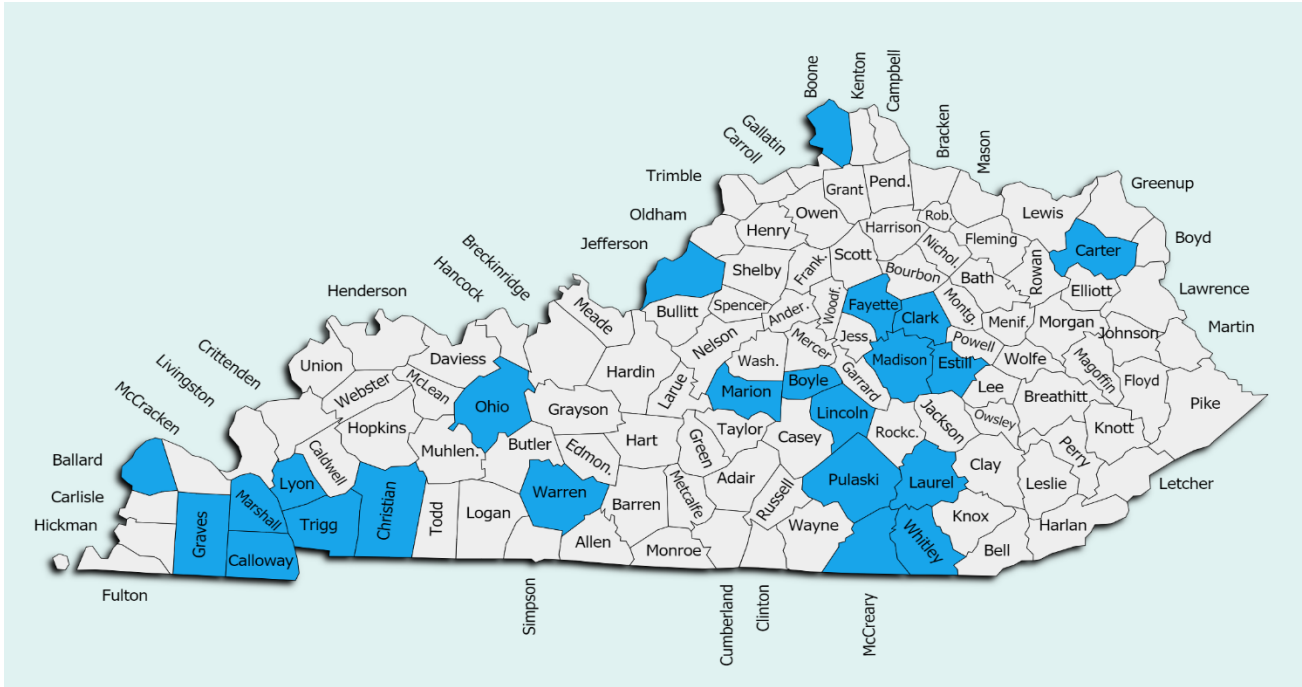 Boone
Kenton
Campbell
Gallatin
Carroll
Bracken
Mason
Trimble
Greenup
Grant
Pend.
Oldham
Owen
Rob.
Lewis
Henry
Harrison
Fleming
Boyd
Jefferson
Nichol.
Carter
Breckinridge
Hancock
Shelby
Frank.
Scott
Bourbon
Bath
Rowan
Elliott
Lawrence
Henderson
Meade
Bullitt
Spencer
Ander.
Woodf.
Fayette
Clark
Montg.
Menif.
Morgan
Johnson
Martin
Crittenden
Livingston
McCracken
Union
Daviess
Nelson
Wash.
Mercer
Jess.
Madison
Powell
Estill
Wolfe
Magoffin
Floyd
Webster
McLean
Hardin
Larue
Marion
Boyle
Garrard
Lee
Breathitt
Pike
Ohio
Grayson
Lincoln
Jackson
Owsley
Knott
Hopkins
Muhlen.
Butler
Edmon.
Hart
Green
Taylor
Casey
Rockc.
Perry
Ballard
Caldwell
Lyon
Clay
Adair
Pulaski
Laurel
Leslie
Letcher
Carlisle
Marshall
Christian
Warren
Barren
Metcalfe
Russell
Hickman
Graves
Trigg
Todd
Logan
Wayne
Knox
Harlan
Calloway
Allen
Monroe
Whitley
Bell
Fulton
Simpson
Cumberland
Clinton
McCreary